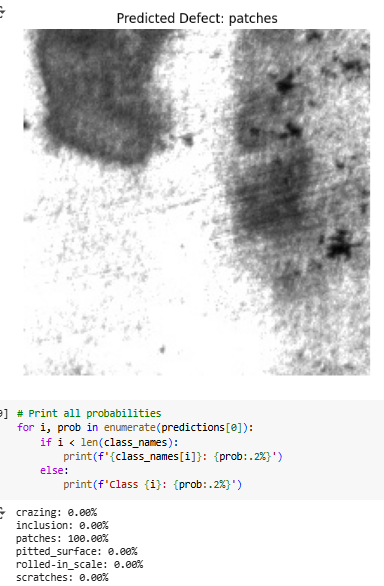 Predicted Defect: patches
9] # Print all probabilities
for i, prob in enumerate(predictions[0]):
    if i < len(class_names):
        print(f'{class_names[i]}: {prob:.2%}')
    else:
        print(f'Class {i}: {prob:.2%}')
crazing: 0.00%
inclusion: 0.00%
patches: 100.00%
pitted_surface: 0.00%
rolled-in_scale: 0.00%
scratches: 0.00%